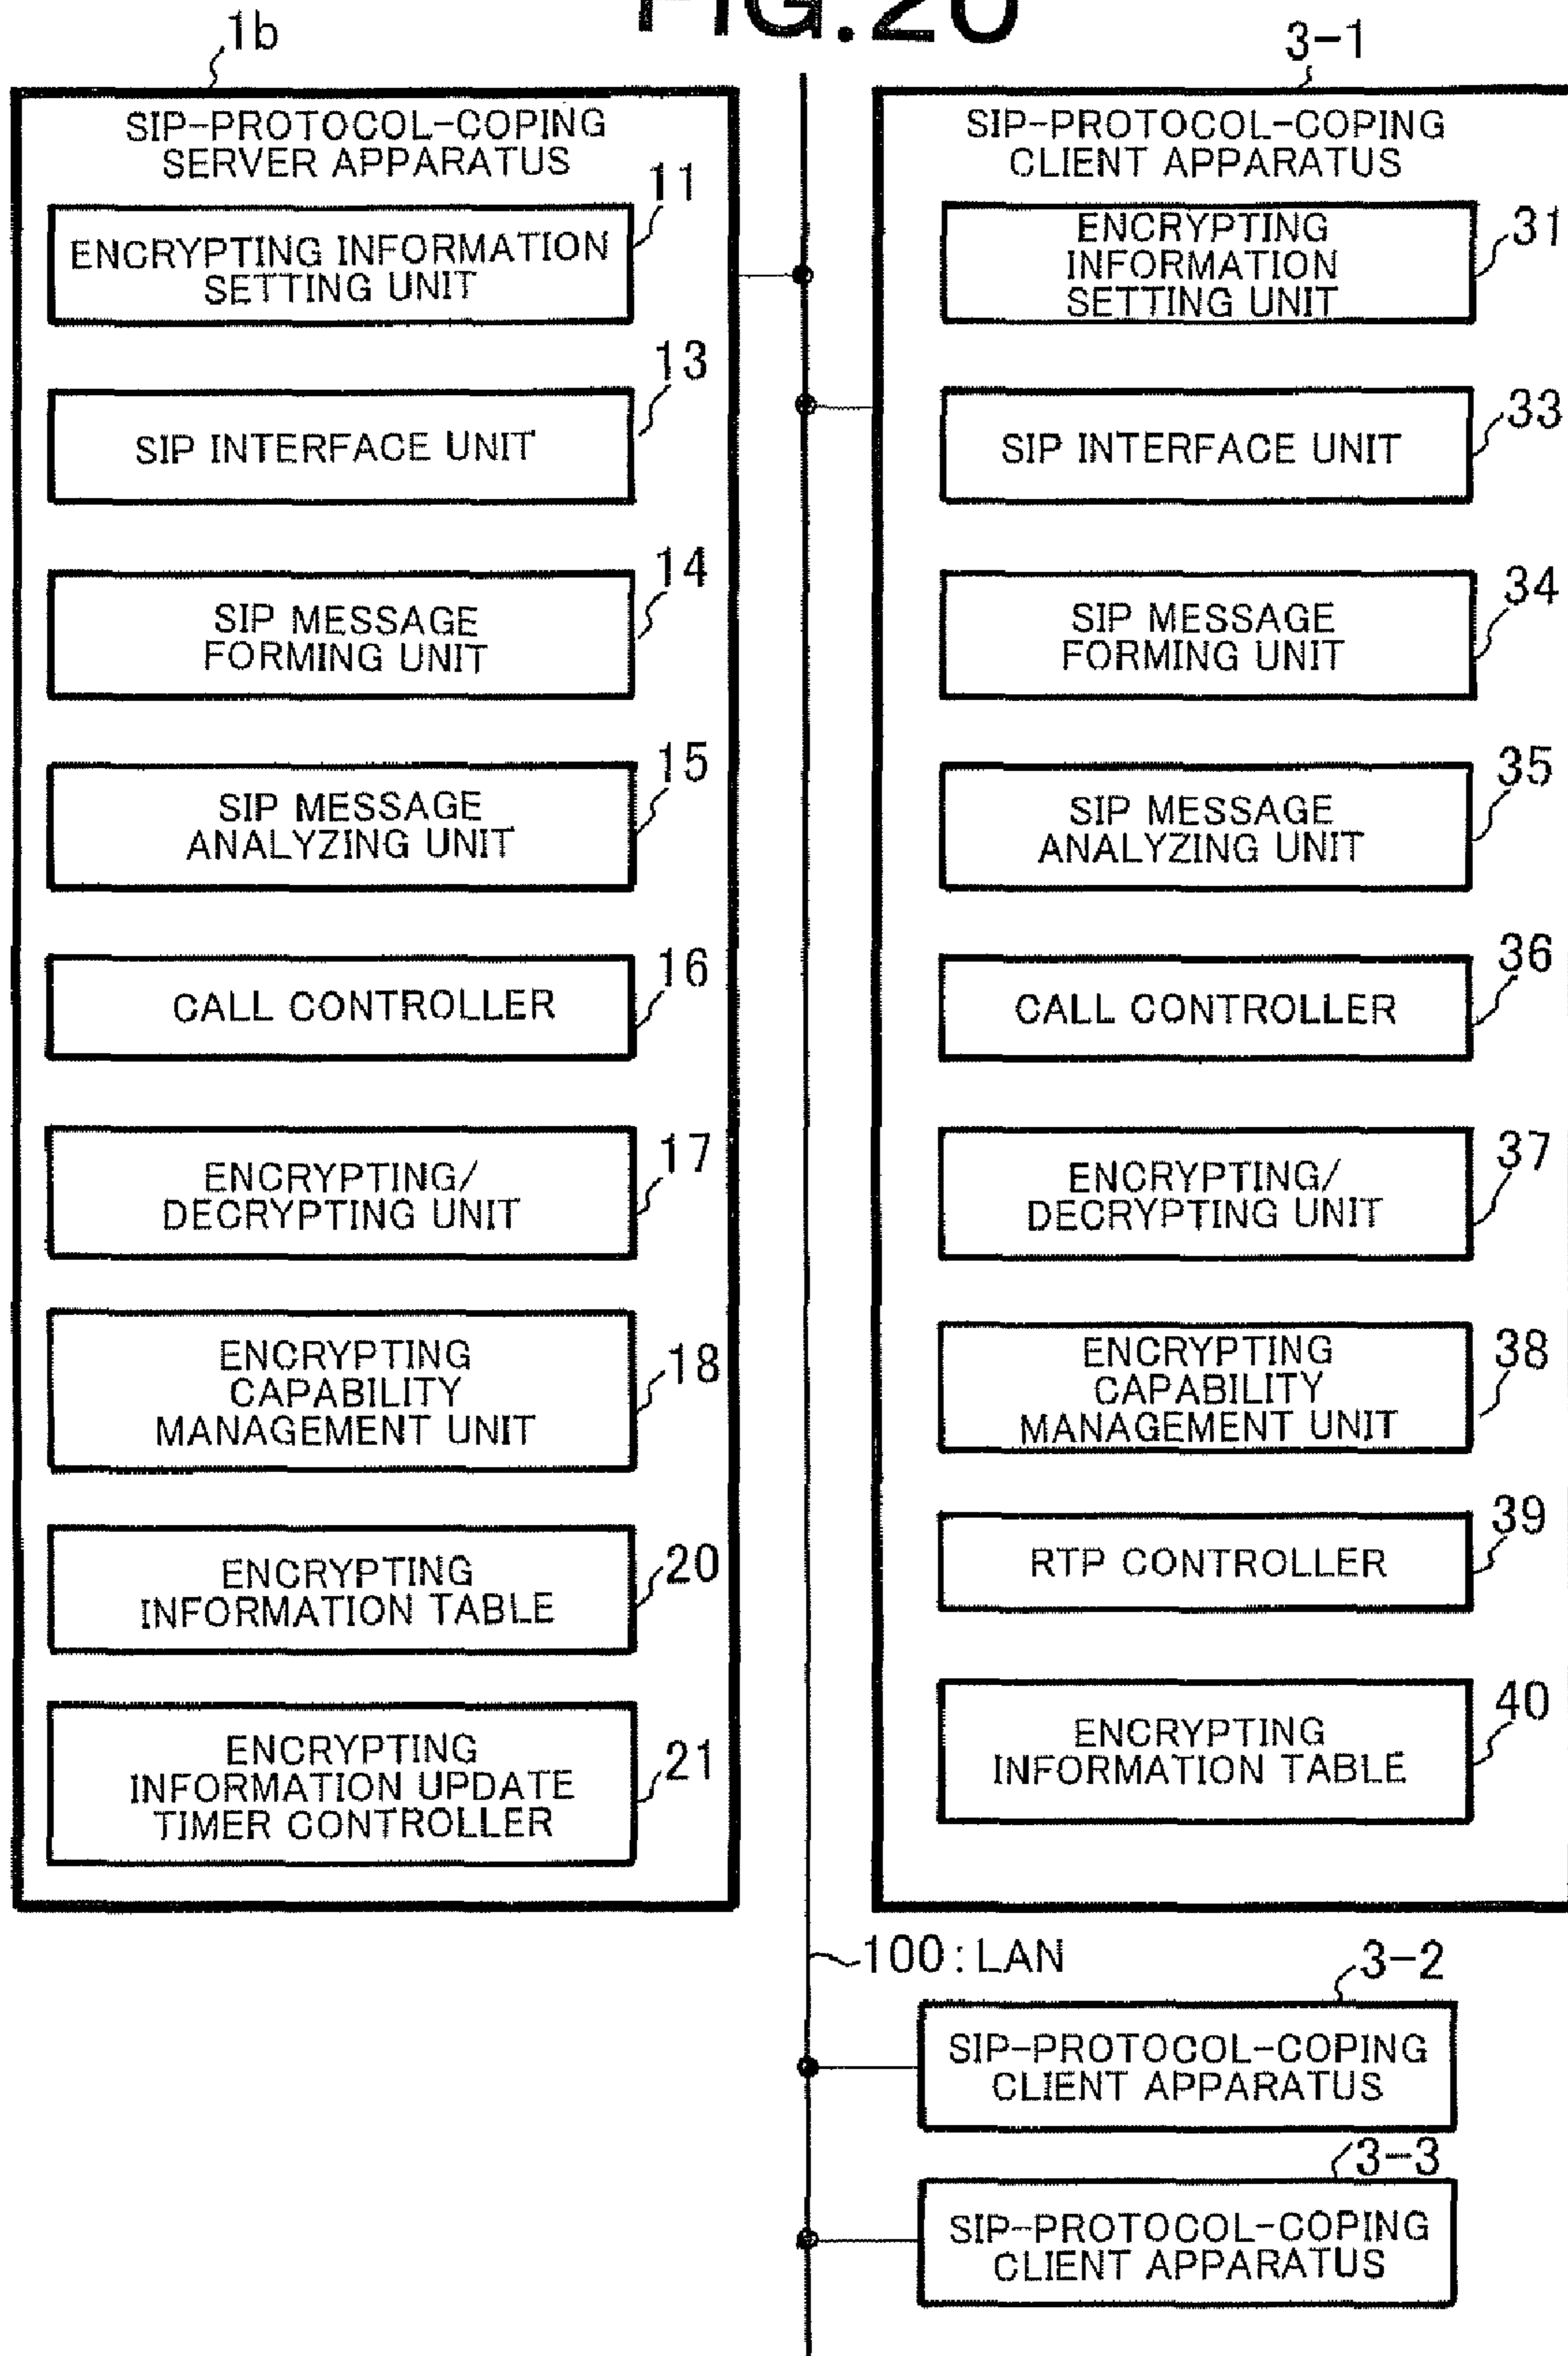 FIG.20
1b
SIP-PROTOCOL-COPING
SERVER APPARATUS
11
ENCRYPTING INFORMATION
SETTING UNIT
13
SIP INTERFACE UNIT
14
SIP MESSAGE
FORMING UNIT
15
SIP MESSAGE
ANALYZING UNIT
16
CALL CONTROLLER
17
ENCRYPTING/
DECRYPTING UNIT
18
ENCRYPTING
CAPABILITY
MANAGEMENT UNIT
20
ENCRYPTING
INFORMATION TABLE
21
ENCRYPTING
INFORMATION UPDATE
TIMER CONTROLLER
3-1
SIP-PROTOCOL-COPING
CLIENT APPARATUS
31
ENCRYPTING
INFORMATION
SETTING UNIT
33
SIP INTERFACE UNIT
34
SIP MESSAGE
FORMING UNIT
35
SIP MESSAGE
ANALYZING UNIT
36
CALL CONTROLLER
37
ENCRYPTING/
DECRYPTING UNIT
38
ENCRYPTING
CAPABILITY
MANAGEMENT UNIT
39
RTP CONTROLLER
40
ENCRYPTING
INFORMATION TABLE
100:LAN
3-2
SIP-PROTOCOL-COPING
CLIENT APPARATUS
3-3
SIP-PROTOCOL-COPING
CLIENT APPARATUS